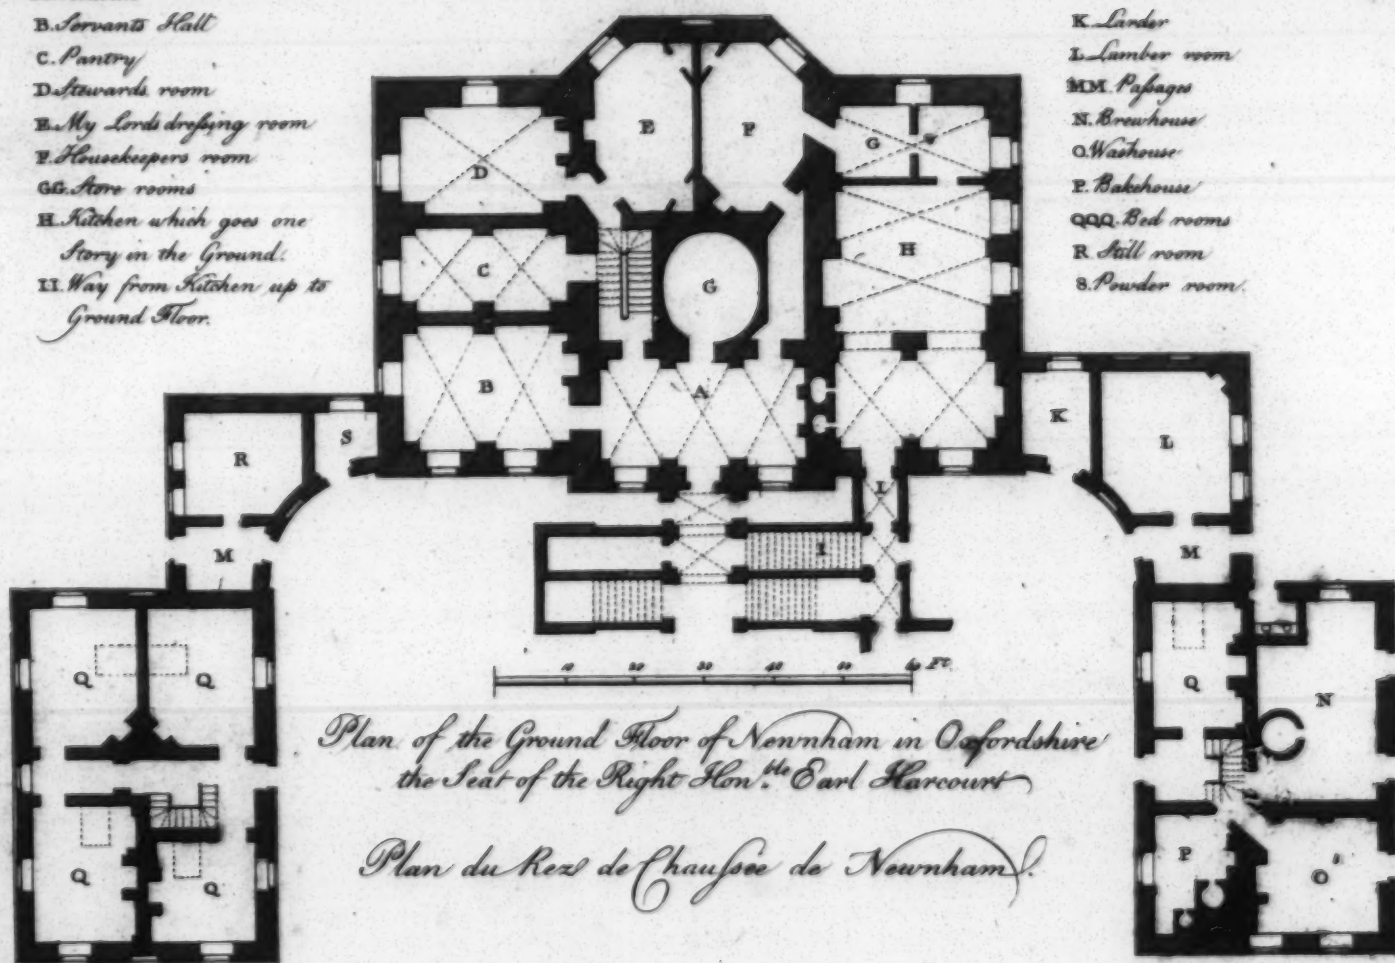 B. Servants Hall
C. Pantry
D. Stewards room
E. My Lords dreſsing room
F. Housekeepers room
GG. Store rooms
H. Kitchen which goes one
Story in the Ground.
I.I. Way from Kitchen up to
Ground Floor.
K. Larder
L. Lumber room
MM. Paſsages
N. Brewhouse
O. Washouse
P. Bakehouse
QQQ. Bed rooms
R. Still room
S. Powder room.
E
F
G
D
C
G
H
B
A
K
L
R
S
I
M
I
M
Q
Q
Q
N
Q
Q
P
O
10 20 30 40 50 60 Ft.
Plan of the Ground Floor of Newnham in Oxfordshire
the Seat of the Right Hon.ble Earl Harcourt
Plan du Rez de Chauſsée de Newnham.